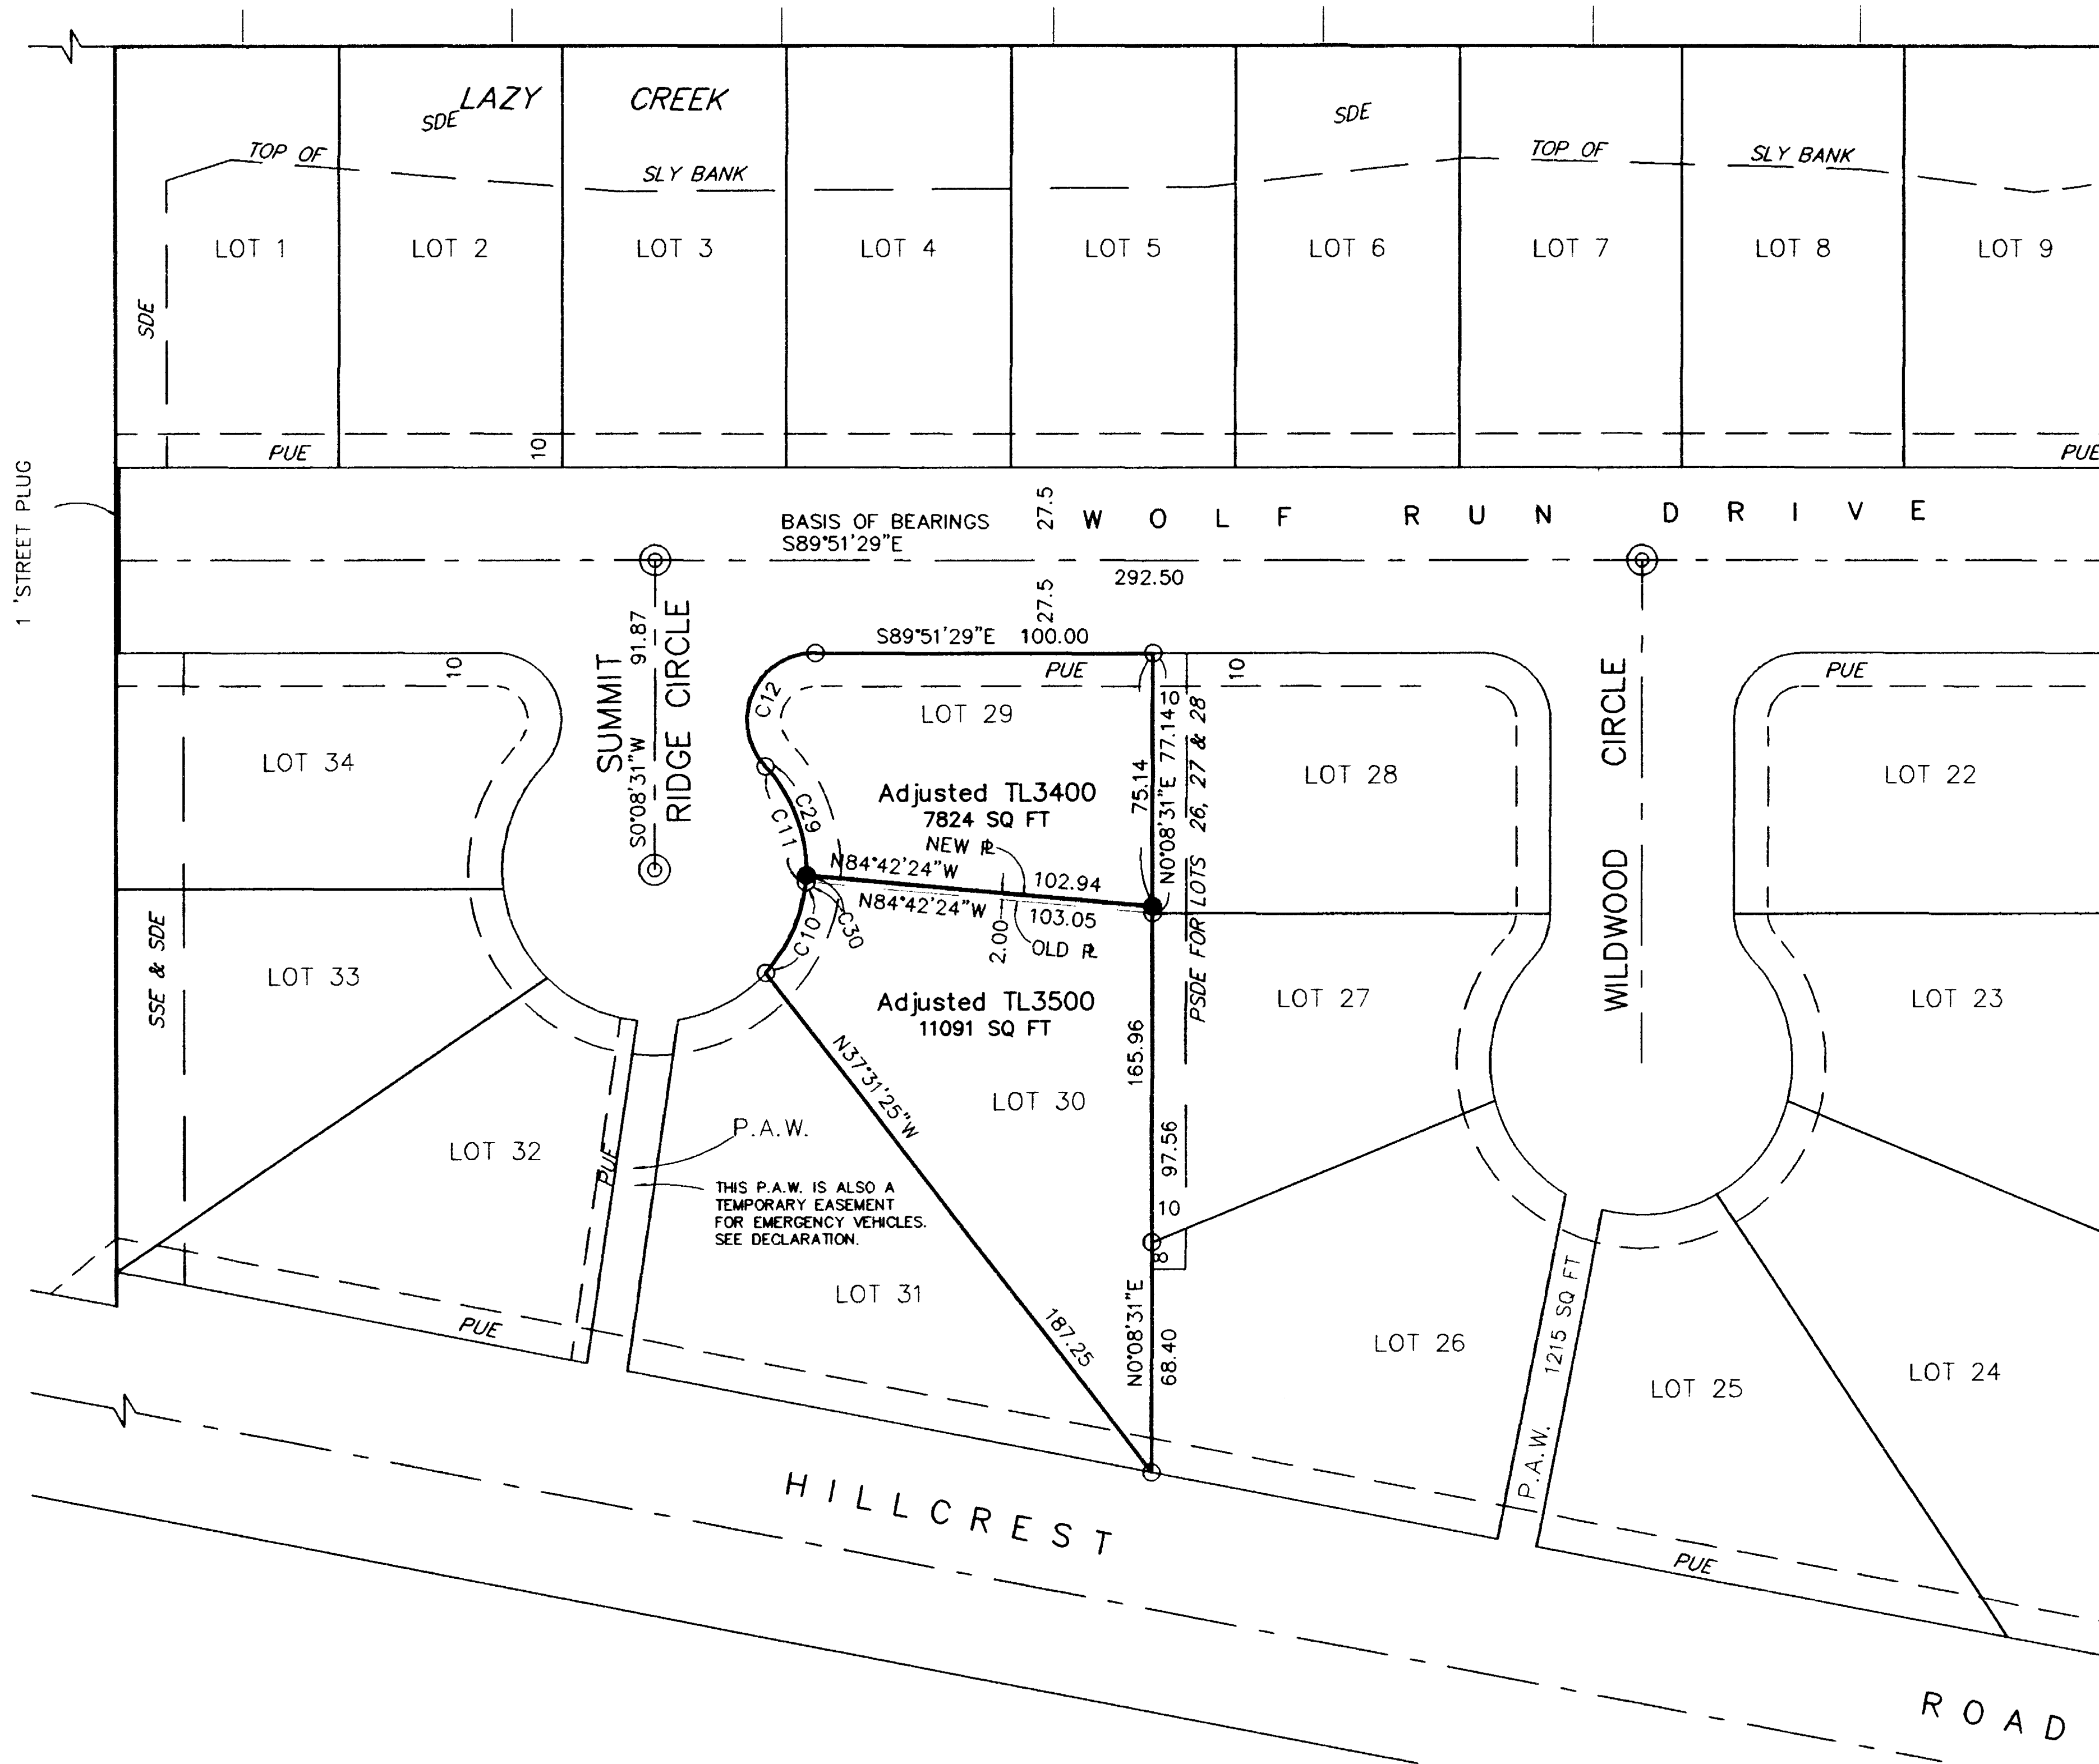 LAZY CREEK
SDE
SDE
TOP OF
SLY BANK
TOP OF
SLY BANK
LOT 1
LOT 2
LOT 3
LOT 4
LOT 5
LOT 6
LOT 7
LOT 8
LOT 9
SDE
PUE
10
PUE
1 'STREET PLUG
BASIS OF BEARINGS
S89°51'29"E
27.5
WOLF RUN DRIVE
292.50
27.5
S89°51'29"E 100.00
SUMMIT
RIDGE CIRCLE
S0°08'31"W 91.87
10
PUE
10
PUE
C12
LOT 29
10
LOT 34
Adjusted TL3400
7824 SQ FT
75.14
N0°08'31"E 77.14
PSDE FOR LOTS 26, 27 & 28
LOT 28
WILDWOOD CIRCLE
LOT 22
C29
C11
NEW PL
N84°42'24"W
102.94
N84°42'24"W
103.05
2.00
OLD PL
C10
C30
SSE & SDE
LOT 33
Adjusted TL3500
11091 SQ FT
LOT 27
LOT 23
N37°31'25"W
165.96
LOT 30
97.56
LOT 32
PUE
P.A.W.
THIS P.A.W. IS ALSO A
TEMPORARY EASEMENT
FOR EMERGENCY VEHICLES.
SEE DECLARATION.
10
8
LOT 31
187.25
N0°08'31"E
68.40
LOT 26
P.A.W. 1215 SQ FT
LOT 25
LOT 24
PUE
PUE
HILLCREST
ROAD